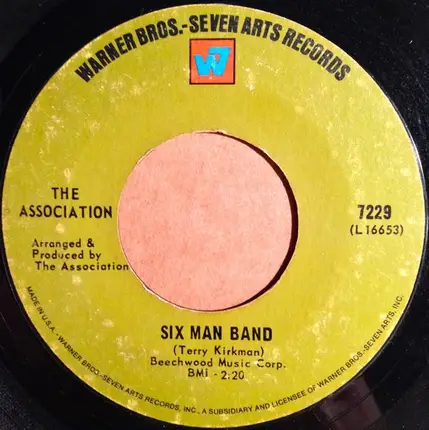 WARNER BROS.-SEVEN ARTS RECORDS
W7
THE
ASSOCIATION
Arranged &
Produced by
The Association
7229
(L 16653)
SIX MAN BAND
(Terry Kirkman)
Beechwood Music Corp.
BMI - 2:20
MADE IN U.S.A. - WARNER BROS.-SEVEN ARTS RECORDS, INC., A SUBSIDIARY AND LICENSEE OF WARNER BROS.-SEVEN ARTS, INC.